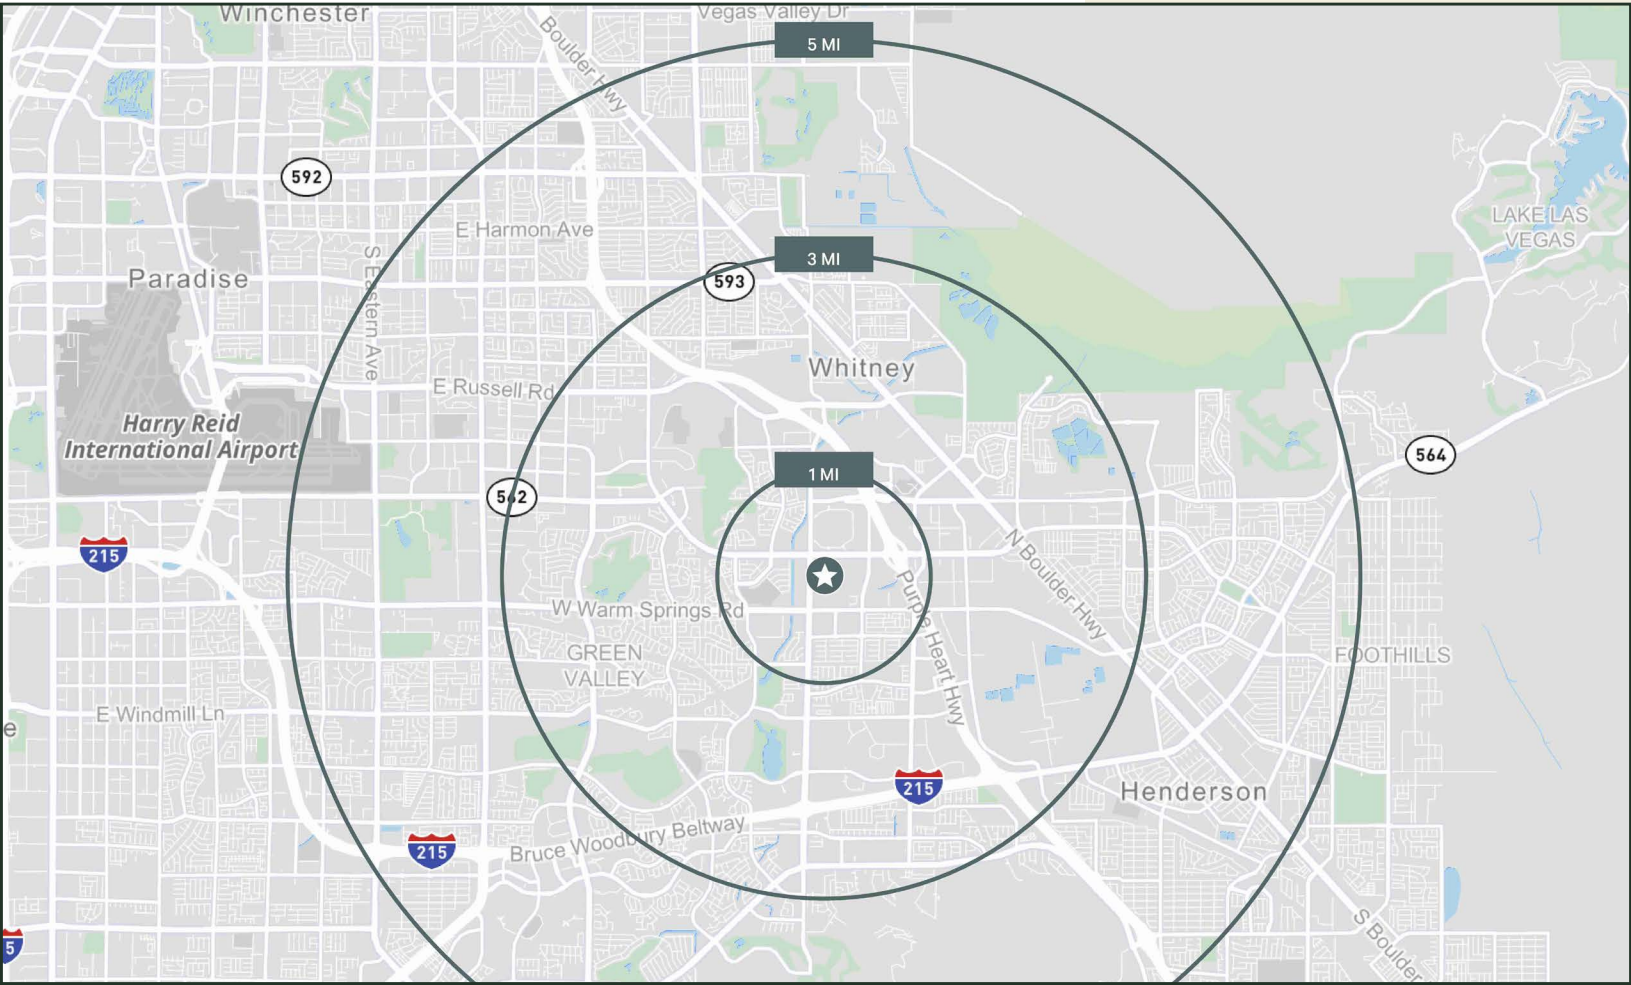 Winchester
Vegas Valley Dr
Boulder Hwy
5 MI
592
E Harmon Ave
LAKE LAS
VEGAS
Paradise
S Eastern Ave
593
3 MI
Whitney
E Russell Rd
Harry Reid
International Airport
564
1 MI
562
215
N Boulder Hwy
W Warm Springs Rd
Purple Heart Hwy
GREEN
VALLEY
FOOTHILLS
E Windmill Ln
e
215
Henderson
215
Bruce Woodbury Beltway
5
S Boulder